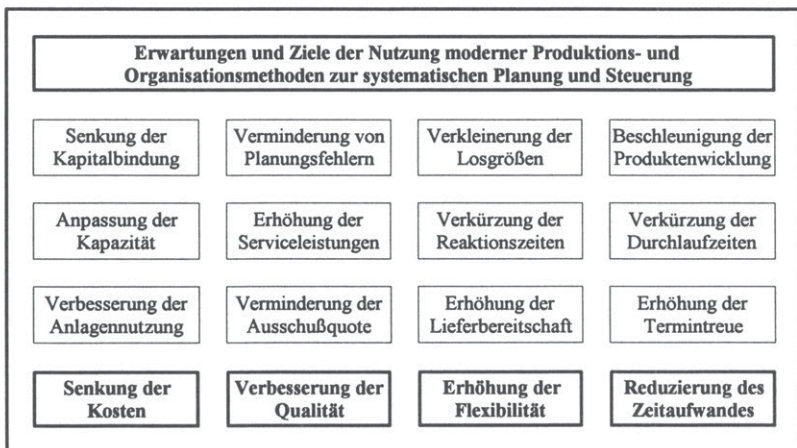 Erwartungen und Ziele der Nutzung moderner Produktions- und
Organisationsmethoden zur systematischen Planung und Steuerung
Senkung der
Kapitalbindung
Verminderung von
Planungsfehlern
Verkleinerung der
Losgrößen
Beschleunigung der
Produktenwicklung
Anpassung der
Kapazität
Erhöhung der
Serviceleistungen
Verkürzung der
Reaktionszeiten
Verkürzung der
Durchlaufzeiten
Verbesserung der
Anlagennutzung
Verminderung der
Ausschußquote
Erhöhung der
Lieferbereitschaft
Erhöhung der
Termintreue
Senkung der
Kosten
Verbesserung der
Qualität
Erhöhung der
Flexibilität
Reduzierung des
Zeitaufwandes